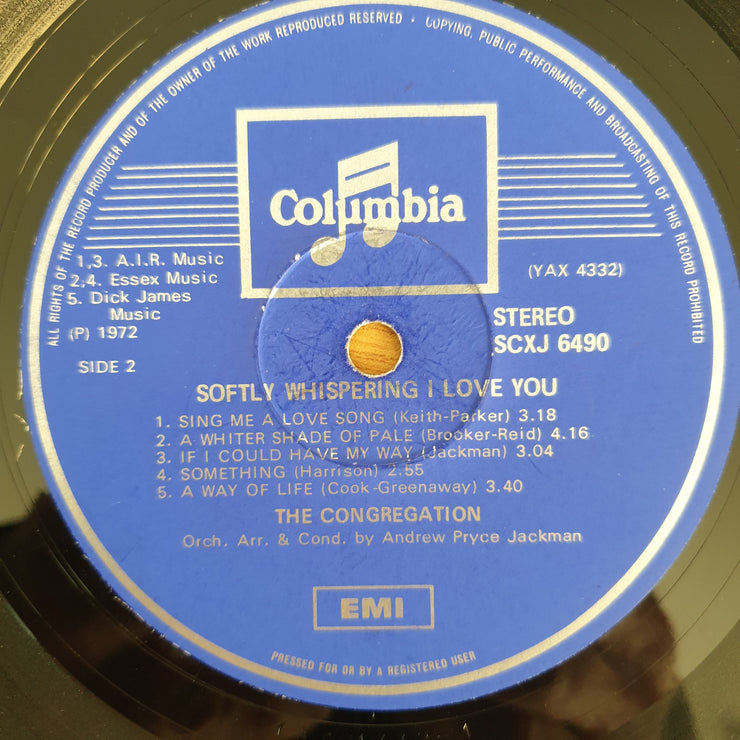 ALL RIGHTS OF THE RECORD PRODUCER AND OF THE OWNER OF THE WORK REPRODUCED RESERVED · COPYING, PUBLIC PERFORMANCE AND BROADCASTING OF THIS RECORD PROHIBITED
Columbia
1,3. A.I.R. Music
2,4. Essex Music
5. Dick James
Music
(P) 1972
SIDE 2
(YAX 4332)
STEREO
SCXJ 6490
SOFTLY WHISPERING I LOVE YOU
1. SING ME A LOVE SONG (Keith-Parker) 3.18
2. A WHITER SHADE OF PALE (Brooker-Reid) 4.16
3. IF I COULD HAVE MY WAY (Jackman) 3.04
4. SOMETHING (Harrison) 2.55
5. A WAY OF LIFE (Cook-Greenaway) 3.40
THE CONGREGATION
Orch. Arr. & Cond. by Andrew Pryce Jackman
EMI
PRESSED FOR OR BY A REGISTERED USER